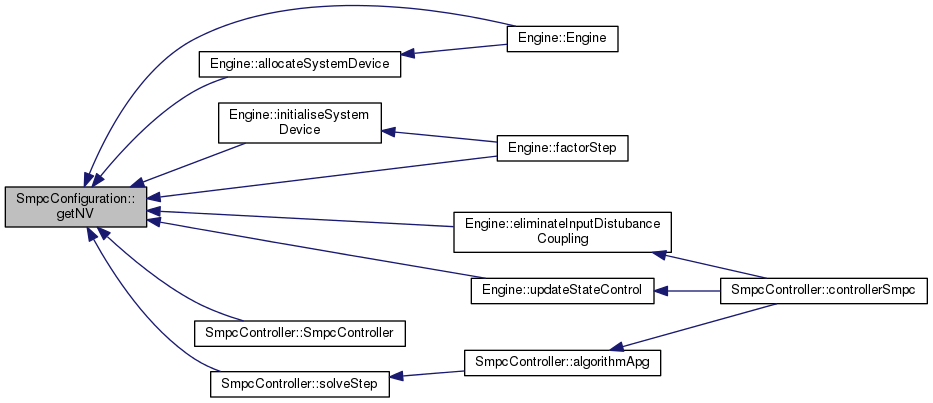 Engine::Engine
Engine::allocateSystemDevice
Engine::initialiseSystem
Device
Engine::factorStep
SmpcConfiguration::
getNV
Engine::eliminateInputDistubance
Coupling
Engine::updateStateControl
SmpcController::controllerSmpc
SmpcController::SmpcController
SmpcController::algorithmApg
SmpcController::solveStep